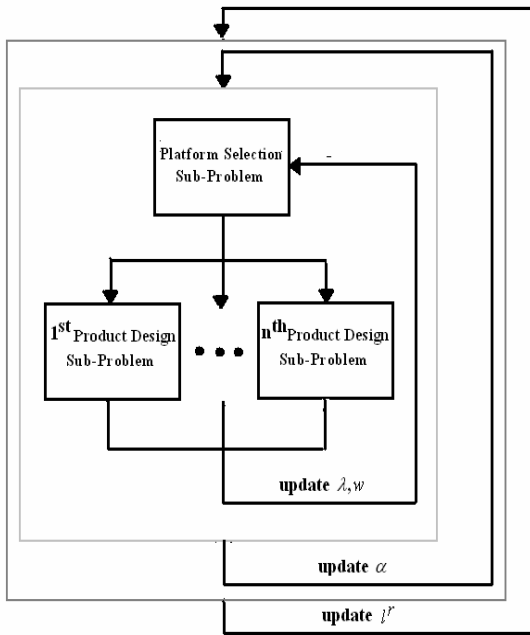 Platform Selection
Sub-Problem
1st Product Design
Sub-Problem
nth Product Design
Sub-Problem
update λ,w
update α
update l^r